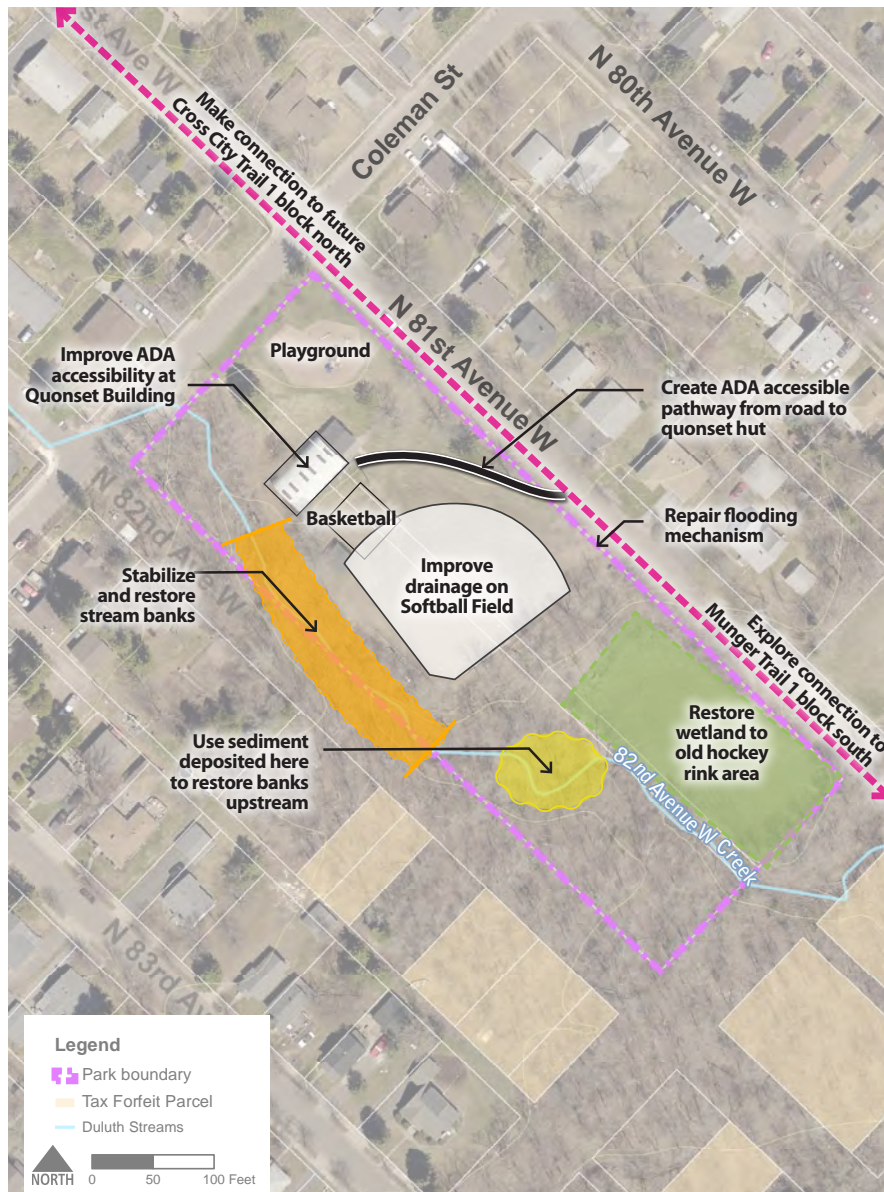 st Ave W
Make connection to future
Cross City Trail 1 block north
Coleman St
N 80th Avenue W
N 81st Avenue W
Playground
Improve ADA
accessibility at
Quonset Building
Create ADA accessible
pathway from road to
quonset hut
N 82nd Ave W
Basketball
Repair flooding
mechanism
Improve
drainage on
Softball Field
Stabilize
and restore
stream banks
Explore connection to
Munger Trail 1 block south
Restore
wetland to
old hockey
rink area
Use sediment
deposited here
to restore banks
upstream
82nd Avenue W Creek
N 83rd Av
Legend
Park boundary
Tax Forfeit Parcel
Duluth Streams
NORTH
0 50 100 Feet